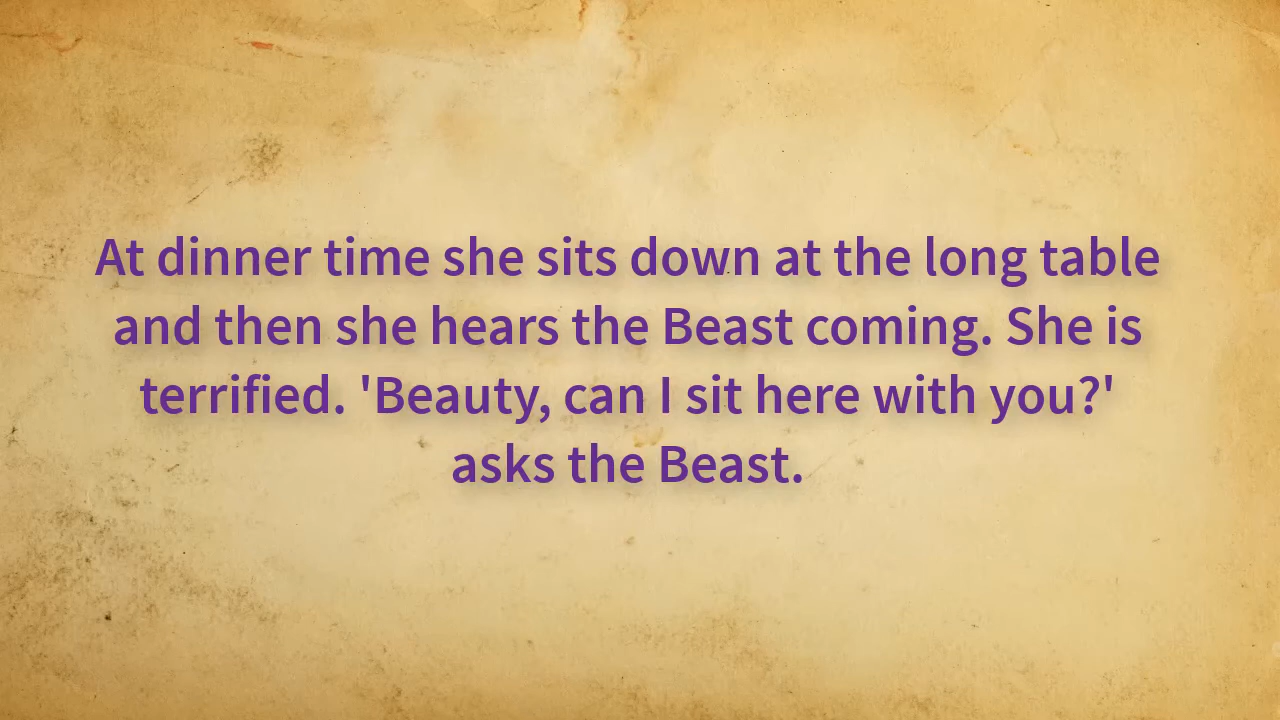 At dinner time she sits down at the long table
and then she hears the Beast coming. She is
terrified. 'Beauty, can I sit here with you?'
asks the Beast.